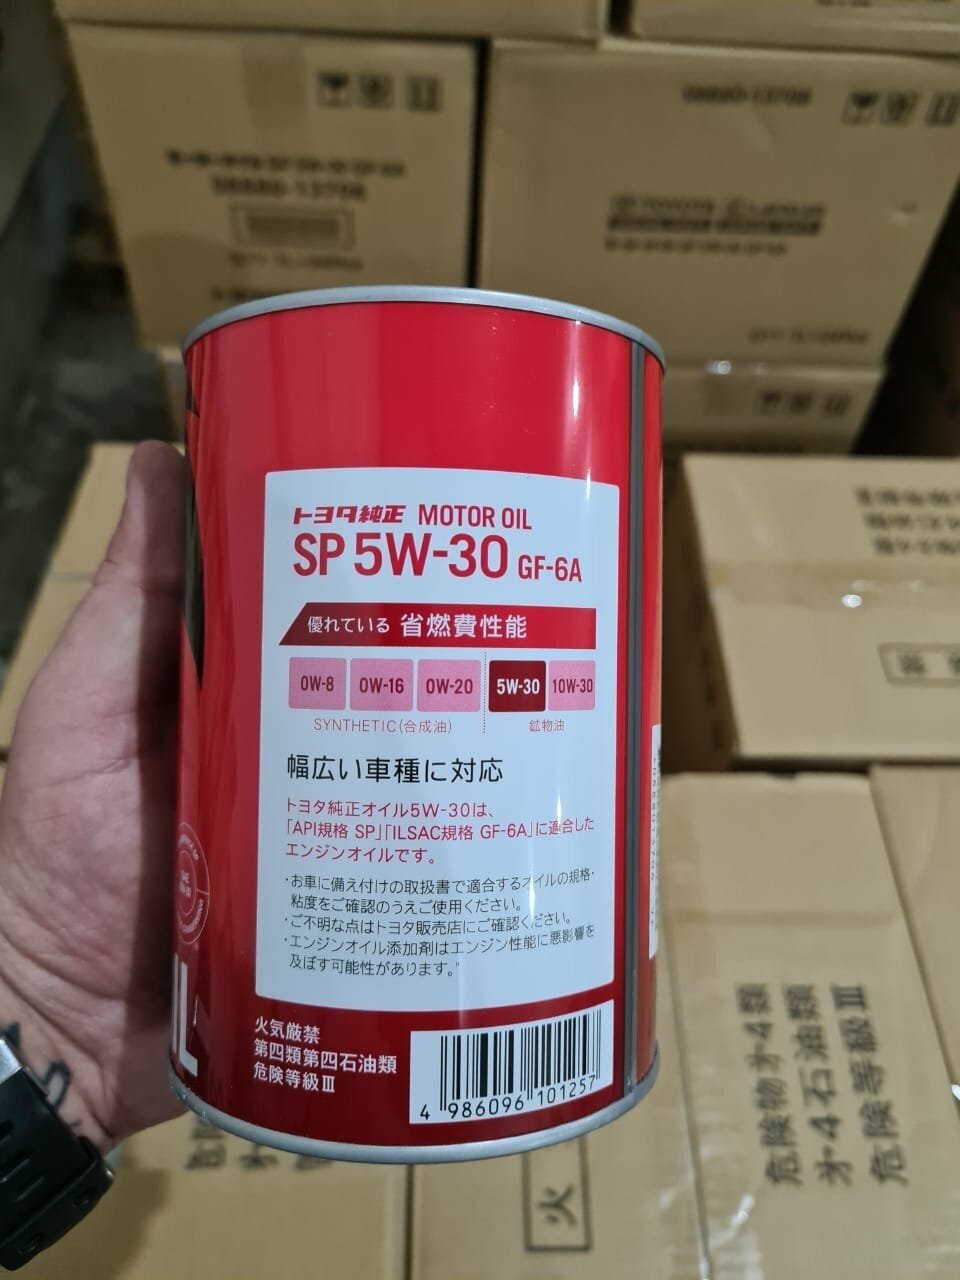 08880-13706
08880-13706
トヨタ純正 MOTOR OIL
SP 5W-30 GF-6A
優れている 省燃費性能
0W-8 0W-16 0W-20 5W-30 10W-30
SYNTHETIC(合成油) 鉱物油
幅広い車種に対応
トヨタ純正オイル5W-30は、
「API規格 SP」「ILSAC規格 GF-6A」に適合した
エンジンオイルです。
・お車に備え付けの取扱書で適合するオイルの規格・
粘度をご確認のうえご使用ください。
・ご不明な点はトヨタ販売店にご確認ください。
・エンジンオイル添加剤はエンジン性能に悪影響を
及ぼす可能性があります。
火気厳禁
第四類第四石油類
危険等級Ⅲ
4 986096 101257
危険物㐧4類
㐧4石油類
危険等級Ⅲ
火